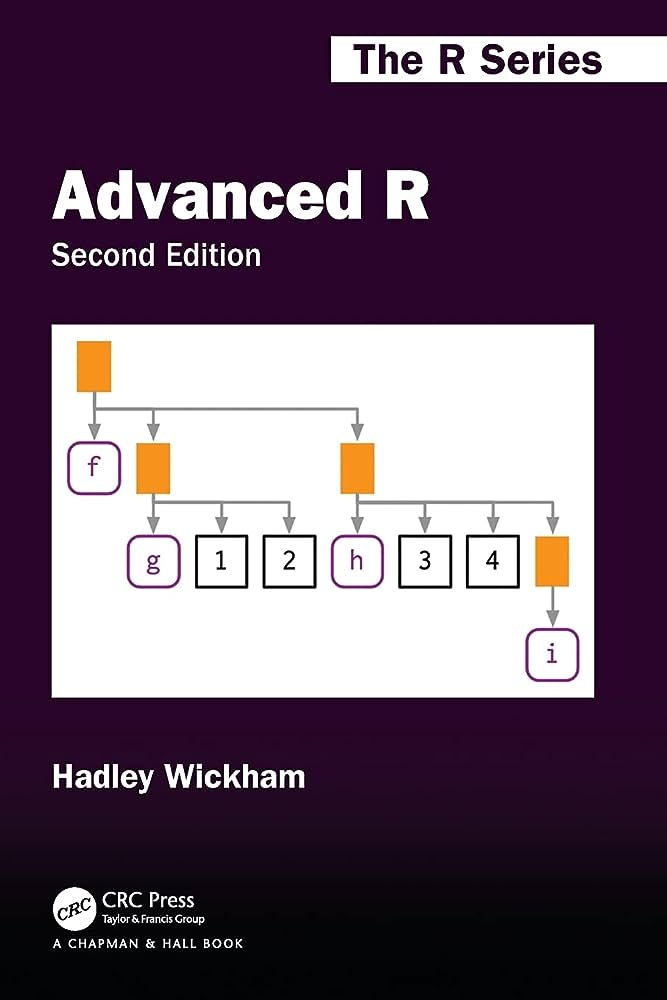 The R Series
Advanced R
Second Edition
f
g 1 2 h 3 4
i
Hadley Wickham
CRC CRC Press
Taylor & Francis Group
A CHAPMAN & HALL BOOK